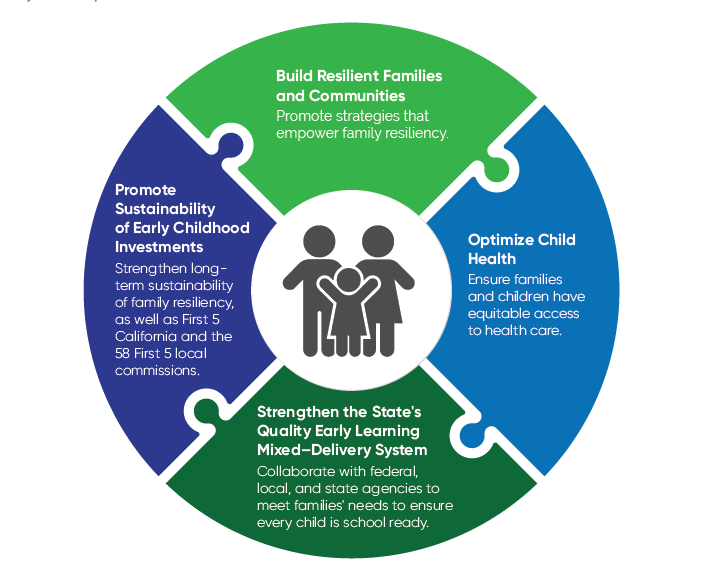 Build Resilient Families
and Communities
Promote strategies that
empower family resiliency.
Optimize Child
Health
Ensure families
and children have
equitable access
to health care.
Strengthen the State's
Quality Early Learning
Mixed–Delivery System
Collaborate with federal,
local, and state agencies to
meet families' needs to ensure
every child is school ready.
Promote
Sustainability
of Early Childhood
Investments
Strengthen long-
term sustainability
of family resiliency,
as well as First 5
California and the
58 First 5 local
commissions.